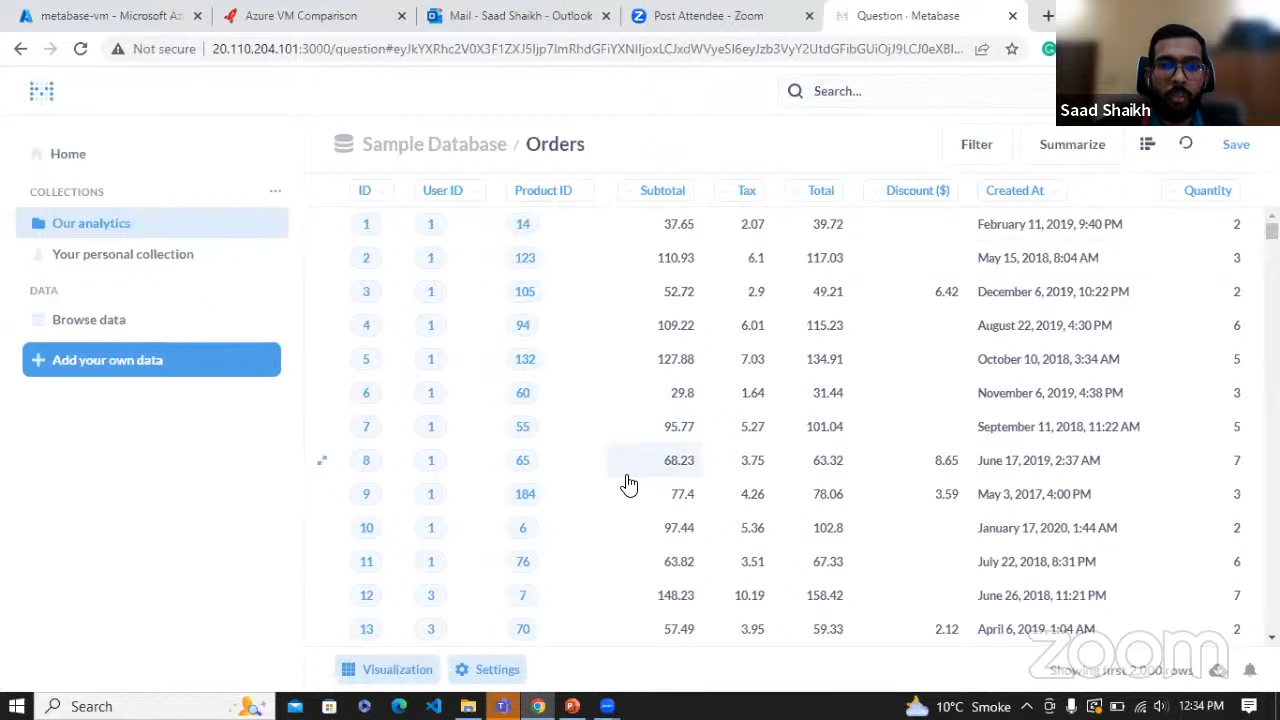 metabase-vm - Microsoft A Azure VM Comparison Mail - Saad Shaikh - Outlook Post Attendee - Zoom Question · Metabase
Not secure 20.110.204.101:3000/question#
Search...
Saad Shaikh
Sample Database / Orders
Filter Summarize Save
Home
COLLECTIONS ...
Our analytics
Your personal collection
DATA
Browse data
+ Add your own data
ID User ID Product ID Subtotal Tax Total Discount ($) Created At Quantity
1 1 14 37.65 2.07 39.72 February 11, 2019, 9:40 PM 2
2 1 123 110.93 6.1 117.03 May 15, 2018, 8:04 AM 3
3 1 105 52.72 2.9 49.21 6.42 December 6, 2019, 10:22 PM 2
4 1 94 109.22 6.01 115.23 August 22, 2019, 4:30 PM 6
5 1 132 127.88 7.03 134.91 October 10, 2018, 3:34 AM 5
6 1 60 29.8 1.64 31.44 November 6, 2019, 4:38 PM 3
7 1 55 95.77 5.27 101.04 September 11, 2018, 11:22 AM 5
8 1 65 68.23 3.75 63.32 8.65 June 17, 2019, 2:37 AM 7
9 1 184 77.4 4.26 78.06 3.59 May 3, 2017, 4:00 PM 3
10 1 6 97.44 5.36 102.8 January 17, 2020, 1:44 AM 2
11 1 76 63.82 3.51 67.33 July 22, 2018, 8:31 PM 6
12 3 7 148.23 10.19 158.42 June 26, 2018, 11:21 PM 7
13 3 70 57.49 3.95 59.33 2.12 April 6, 2019, 1:04 AM 2
Visualization Settings
Showing first 2,000 rows
zoom
Search 10°C Smoke 12:34 PM